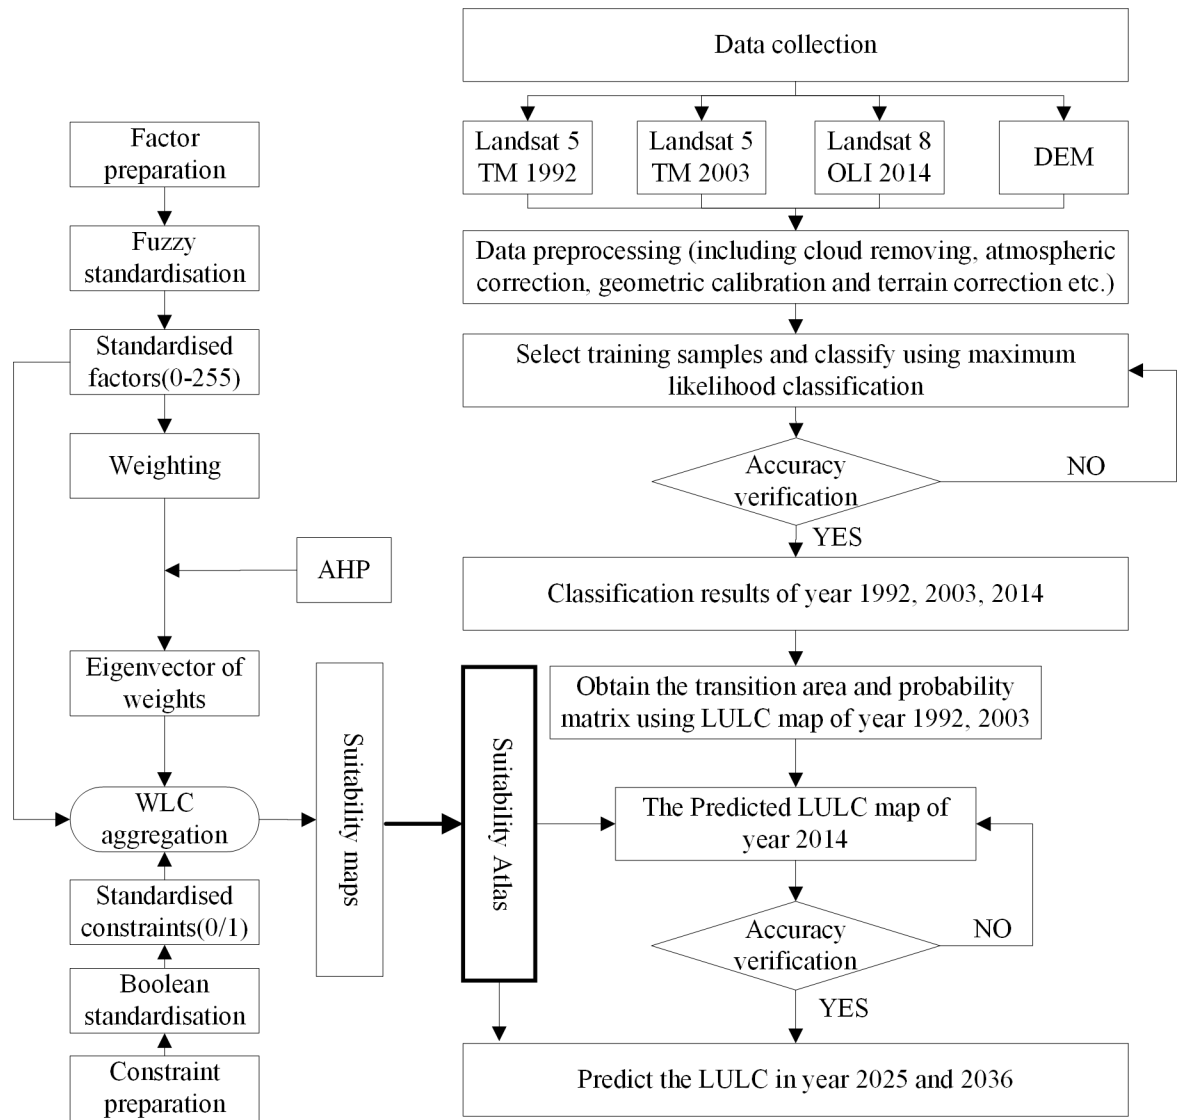 Data collection
Landsat 5
TM 1992
Landsat 5
TM 2003
Landsat 8
OLI 2014
DEM
Data preprocessing (including cloud removing, atmospheric
correction, geometric calibration and terrain correction etc.)
Select training samples and classify using maximum
likelihood classification
Accuracy
verification
NO
YES
Classification results of year 1992, 2003, 2014
Obtain the transition area and probability
matrix using LULC map of year 1992, 2003
The Predicted LULC map of
year 2014
Accuracy
verification
NO
YES
Predict the LULC in year 2025 and 2036
Factor
preparation
Fuzzy
standardisation
Standardised
factors(0-255)
Weighting
AHP
Eigenvector of
weights
WLC
aggregation
Standardised
constraints(0/1)
Boolean
standardisation
Constraint
preparation
Suitability maps
Suitability Atlas